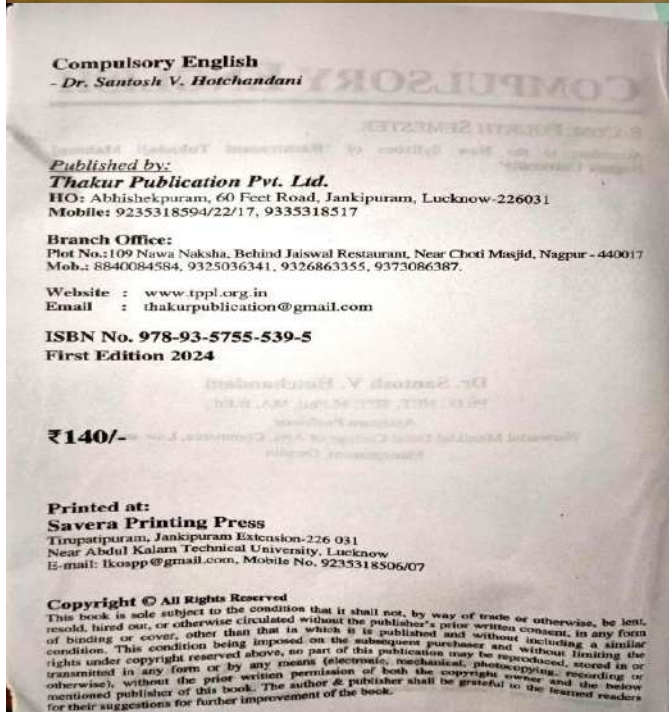 Compulsory English
- Dr. Santosh V. Hotchandani
Published by:
Thakur Publication Pvt. Ltd.
HO: Abhishekpuram, 60 Feet Road, Jankipuram, Lucknow-226031
Mobile: 9235318594/22/17, 9335318517
Branch Office:
Plot No.:109 Nawa Naksha, Behind Jaiswal Restaurant, Near Choti Masjid, Nagpur - 440017
Mob.: 8840084584, 9325036341, 9326863355, 9373086387.
Website : www.tppl.org.in
Email : thakurpublication@gmail.com
ISBN No. 978-93-5755-539-5
First Edition 2024
₹140/-
Printed at:
Savera Printing Press
Tirupatipuram, Jankipuram Extension-226 031
Near Abdul Kalam Technical University, Lucknow
E-mail: lkospp@gmail.com, Mobile No. 9235318506/07
Copyright © All Rights Reserved
This book is sole subject to the condition that it shall not, by way of trade or otherwise, be lent,
resold, hired out, or otherwise circulated without the publisher's prior written consent, in any form
of binding or cover, other than that in which it is published and without including a similar
condition. This condition being imposed on the subsequent purchaser and without limiting the
rights under copyright reserved above, no part of this publication may be reproduced, stored in or
transmitted in any form or by any means (electronic, mechanical, photocopying, recording or
otherwise), without the prior written permission of both the copyright owner and the below
mentioned publisher of this book. The author & publisher shall be grateful to the learned readers
for their suggestions for further improvement of the book.